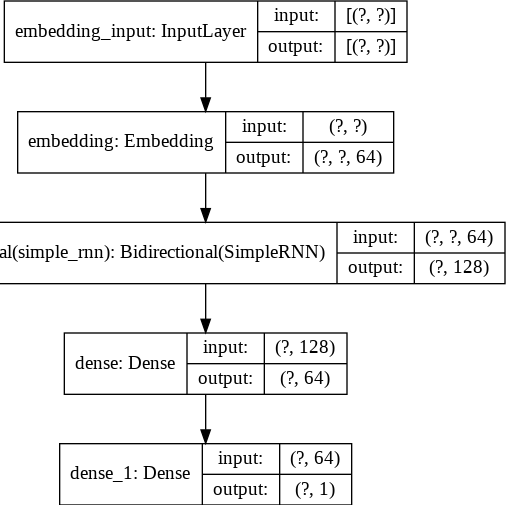 embedding_input: InputLayer
input:
[(?, ?)]
output:
[(?, ?)]
embedding: Embedding
input:
(?, ?)
output:
(?, ?, 64)
al(simple_rnn): Bidirectional(SimpleRNN)
input:
(?, ?, 64)
output:
(?, 128)
dense: Dense
input:
(?, 128)
output:
(?, 64)
dense_1: Dense
input:
(?, 64)
output:
(?, 1)